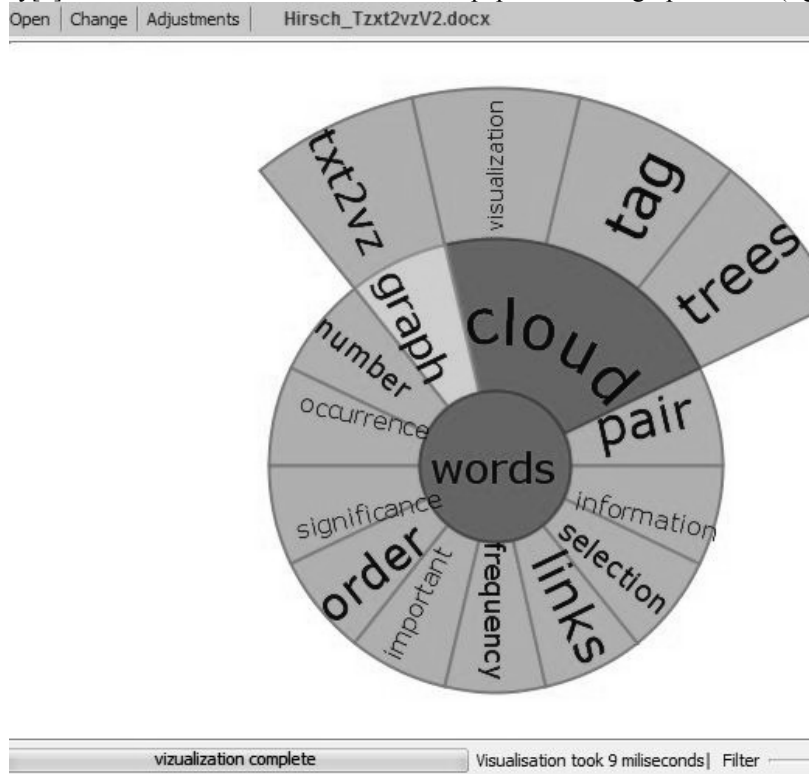 Open Change Adjustments Hirsch_Tzxt2vzV2.docx
txt2vz
visualization
tag
trees
graph
cloud
number
pair
occurrence
words
significance
information
order
selection
important
frequency
links
vizualization complete Visualisation took 9 miliseconds| Filter